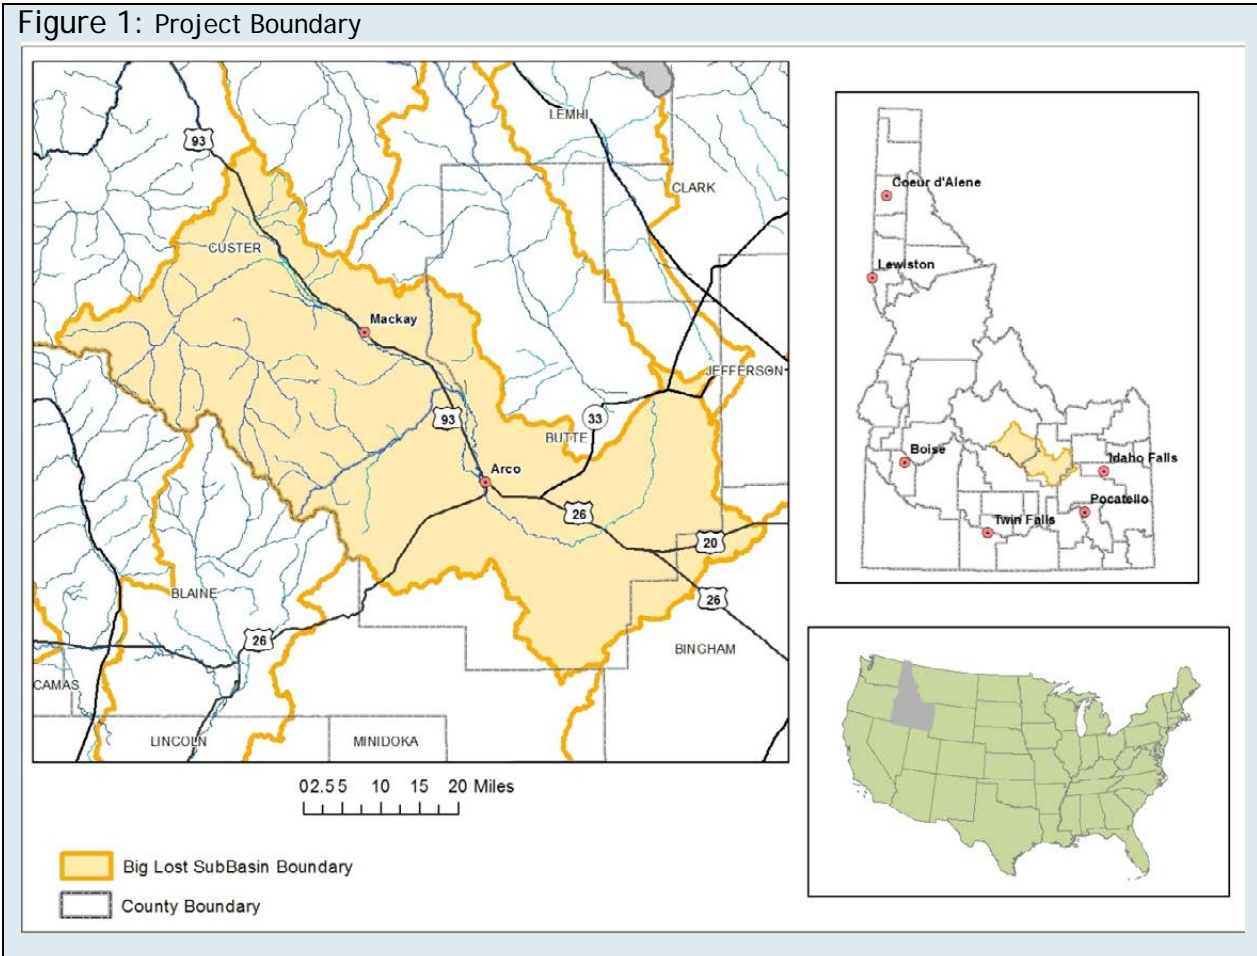 Figure 1: Project Boundary
93
LEMHI
CLARK
CUSTER
Mackay
JEFFERSON
93
33
BUTTE
Arco
26
20
BLAINE
26
26
BINGHAM
CAMAS
LINCOLN
MINIDOKA
02.55 10 15 20 Miles
Big Lost SubBasin Boundary
County Boundary
Coeur d'Alene
Lewiston
Boise
Idaho Falls
Pocatello
Twin Falls